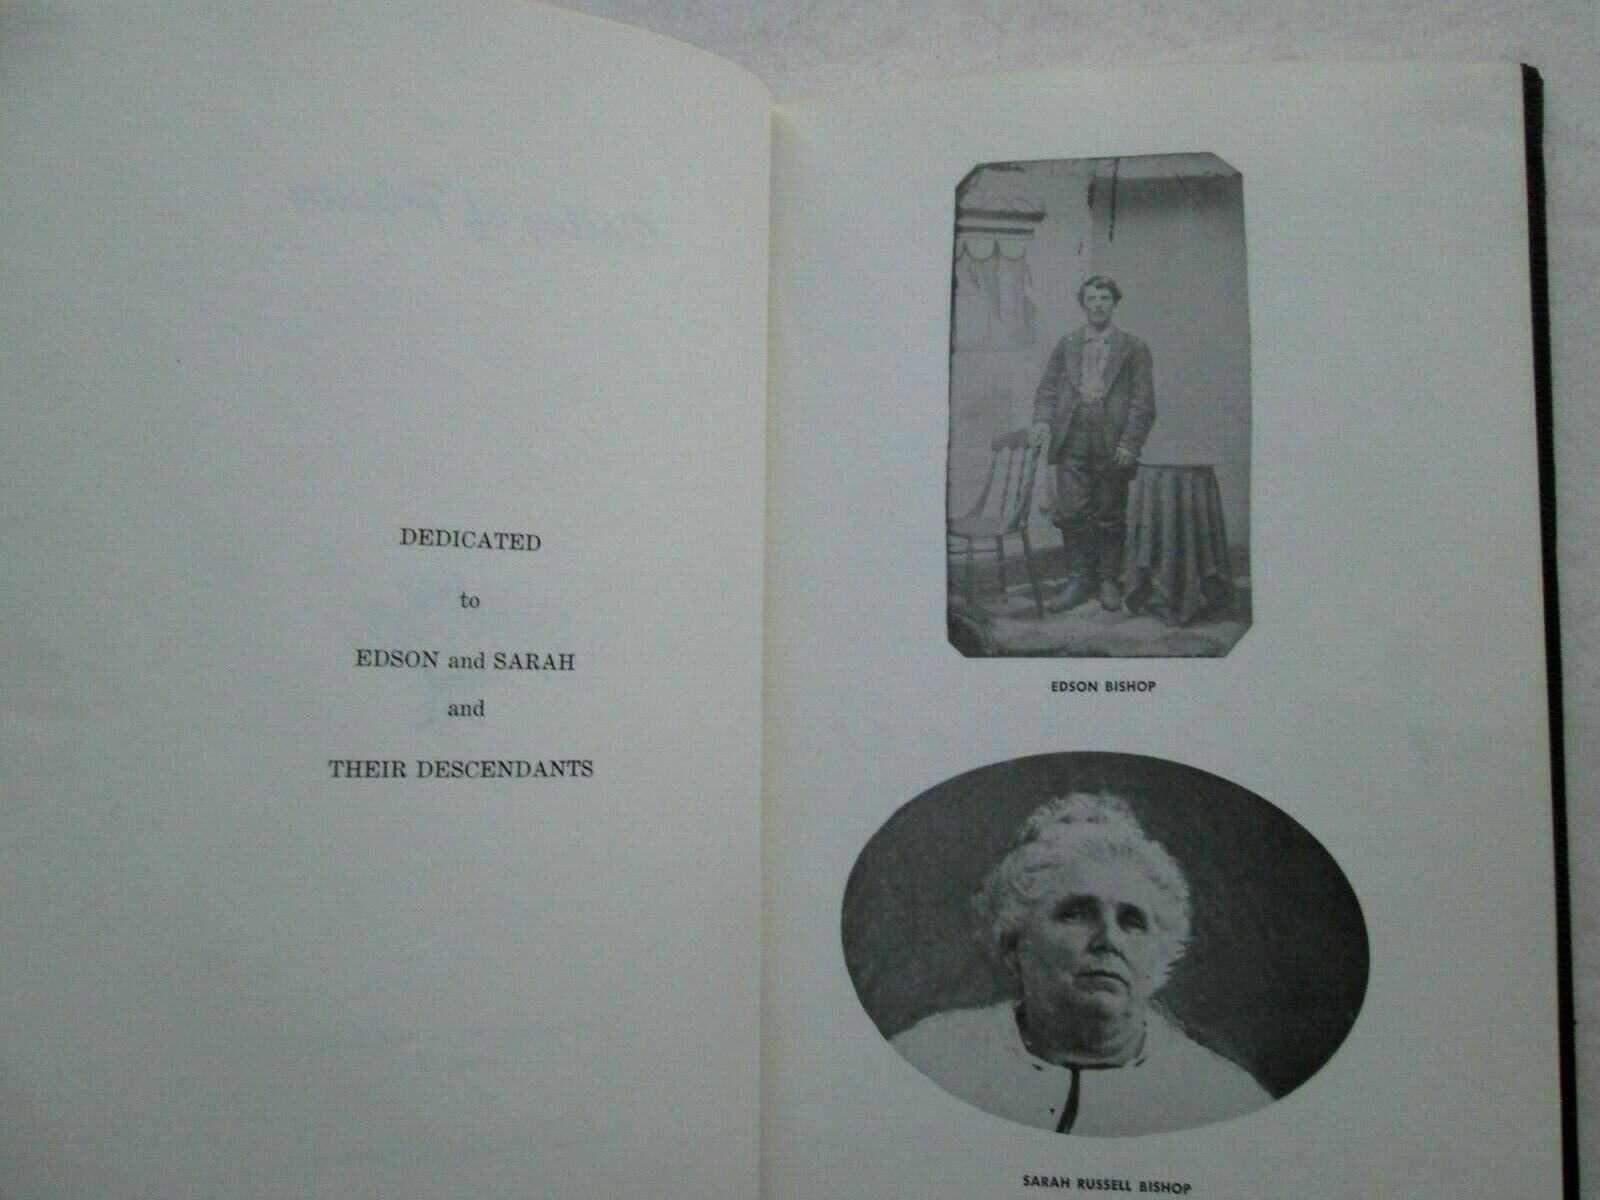 DEDICATED
to
EDSON and SARAH
and
THEIR DESCENDANTS
EDSON BISHOP
SARAH RUSSELL BISHOP